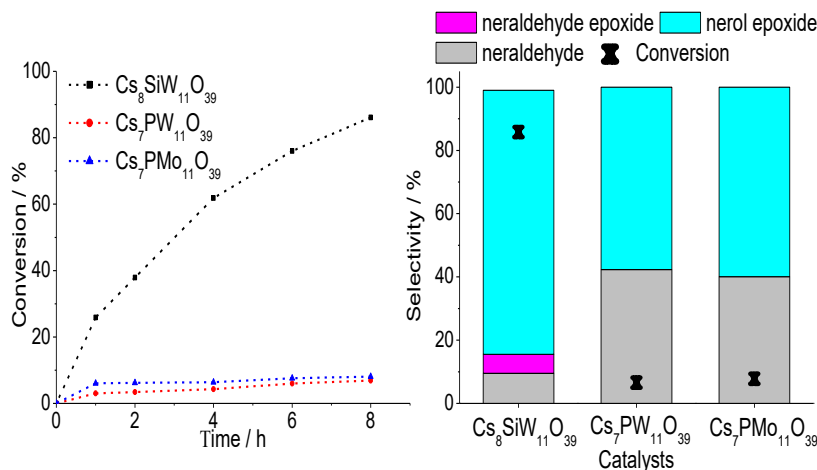 100
80
60
40
20
0
Conversion / %
Cs₈SiW₁₁O₃₉
Cs₇PW₁₁O₃₉
Cs₇PMo₁₁O₃₉
0 2 4 6 8
Time / h
neraldehyde epoxide nerol epoxide
neraldehyde Conversion
100
80
60
40
20
0
Selectivity / %
Cs₈SiW₁₁O₃₉ Cs₇PW₁₁O₃₉ Cs₇PMo₁₁O₃₉
Catalysts